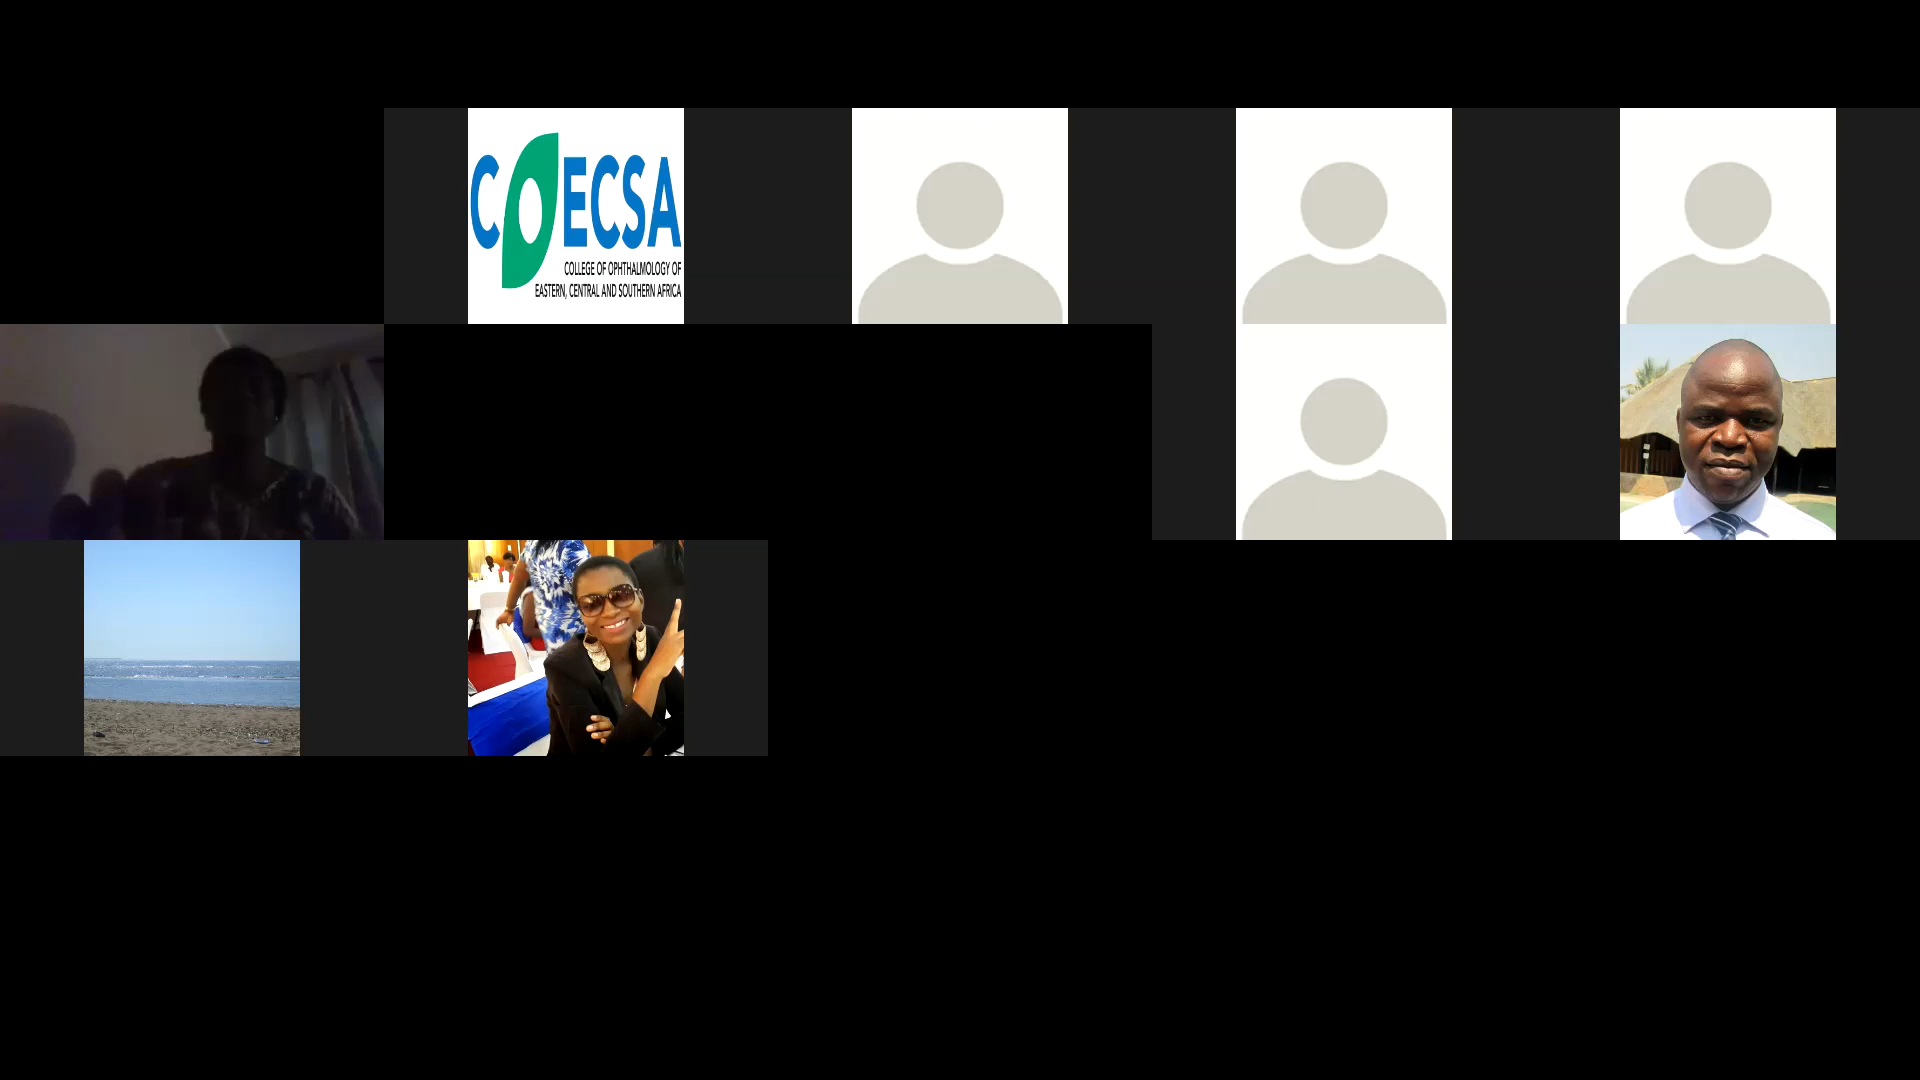 COECSA
COLLEGE OF OPHTHALMOLOGY OF
EASTERN, CENTRAL AND SOUTHERN AFRICA